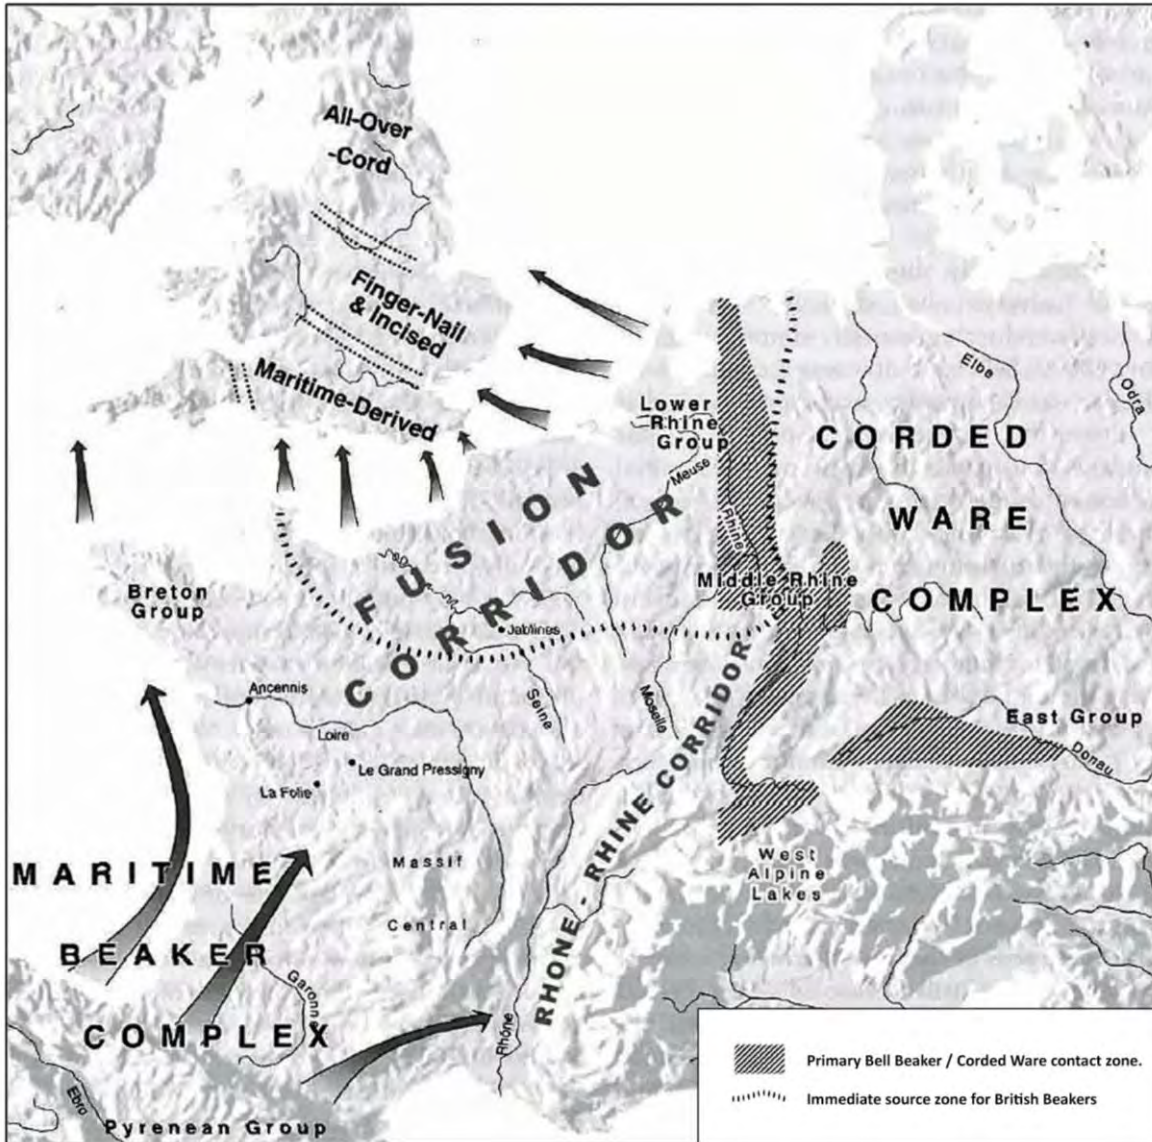 All-Over
-Cord
Finger-Nail
& Incised
Maritime-Derived
Lower
Rhine
Group
Meuse
Rhine
Elbe
Odra
CORDED
WARE
COMPLEX
FUSION
CORRIDOR
Middle Rhine
Group
Breton
Group
Jablines
Ancennis
Loire
Seine
Moselle
Le Grand Pressigny
La Folie
East Group
Donau
RHONE - RHINE CORRIDOR
West
Alpine
Lakes
Massif
Central
MARITIME
BEAKER
COMPLEX
Garonn
Rhône
Ebro
Pyrenean Group
Primary Bell Beaker / Corded Ware contact zone.
Immediate source zone for British Beakers